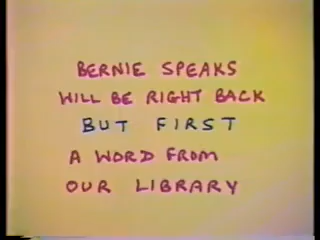 BERNIE SPEAKS
WILL BE RIGHT BACK
BUT FIRST
A WORD FROM
OUR LIBRARY